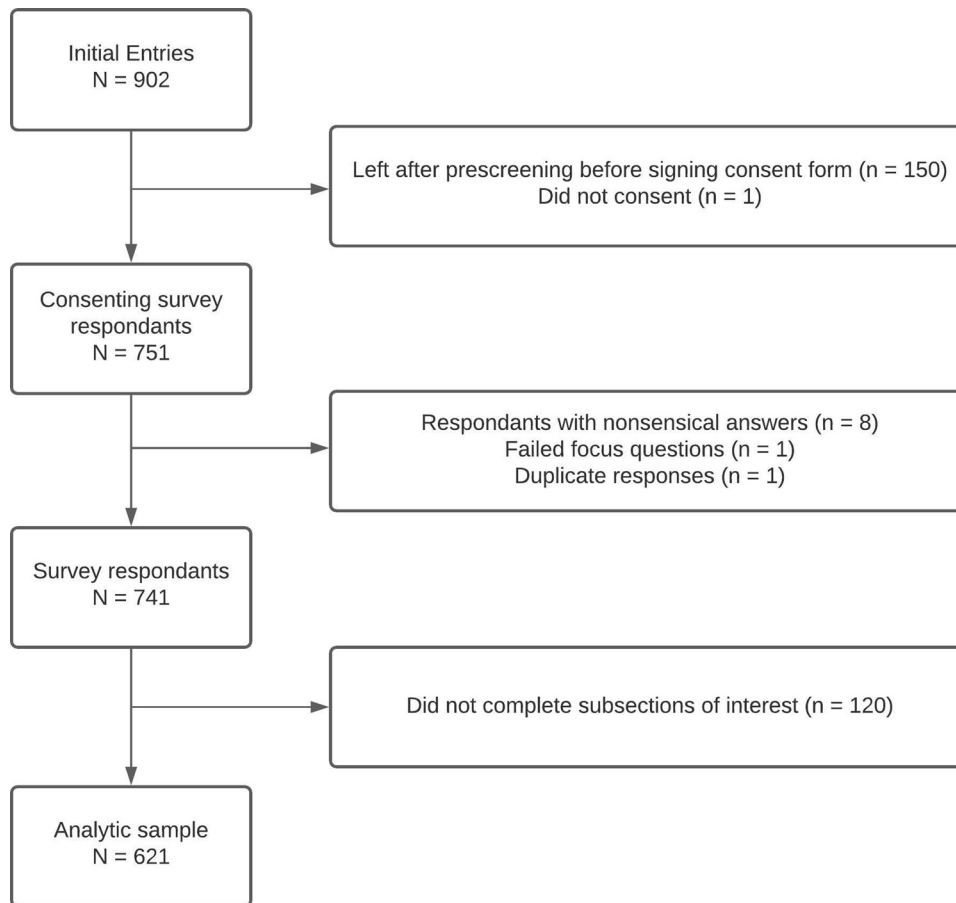 Initial Entries
N = 902
Left after prescreening before signing consent form (n = 150)
Did not consent (n = 1)
Consenting survey
respondants
N = 751
Respondants with nonsensical answers (n = 8)
Failed focus questions (n = 1)
Duplicate responses (n = 1)
Survey respondants
N = 741
Did not complete subsections of interest (n = 120)
Analytic sample
N = 621